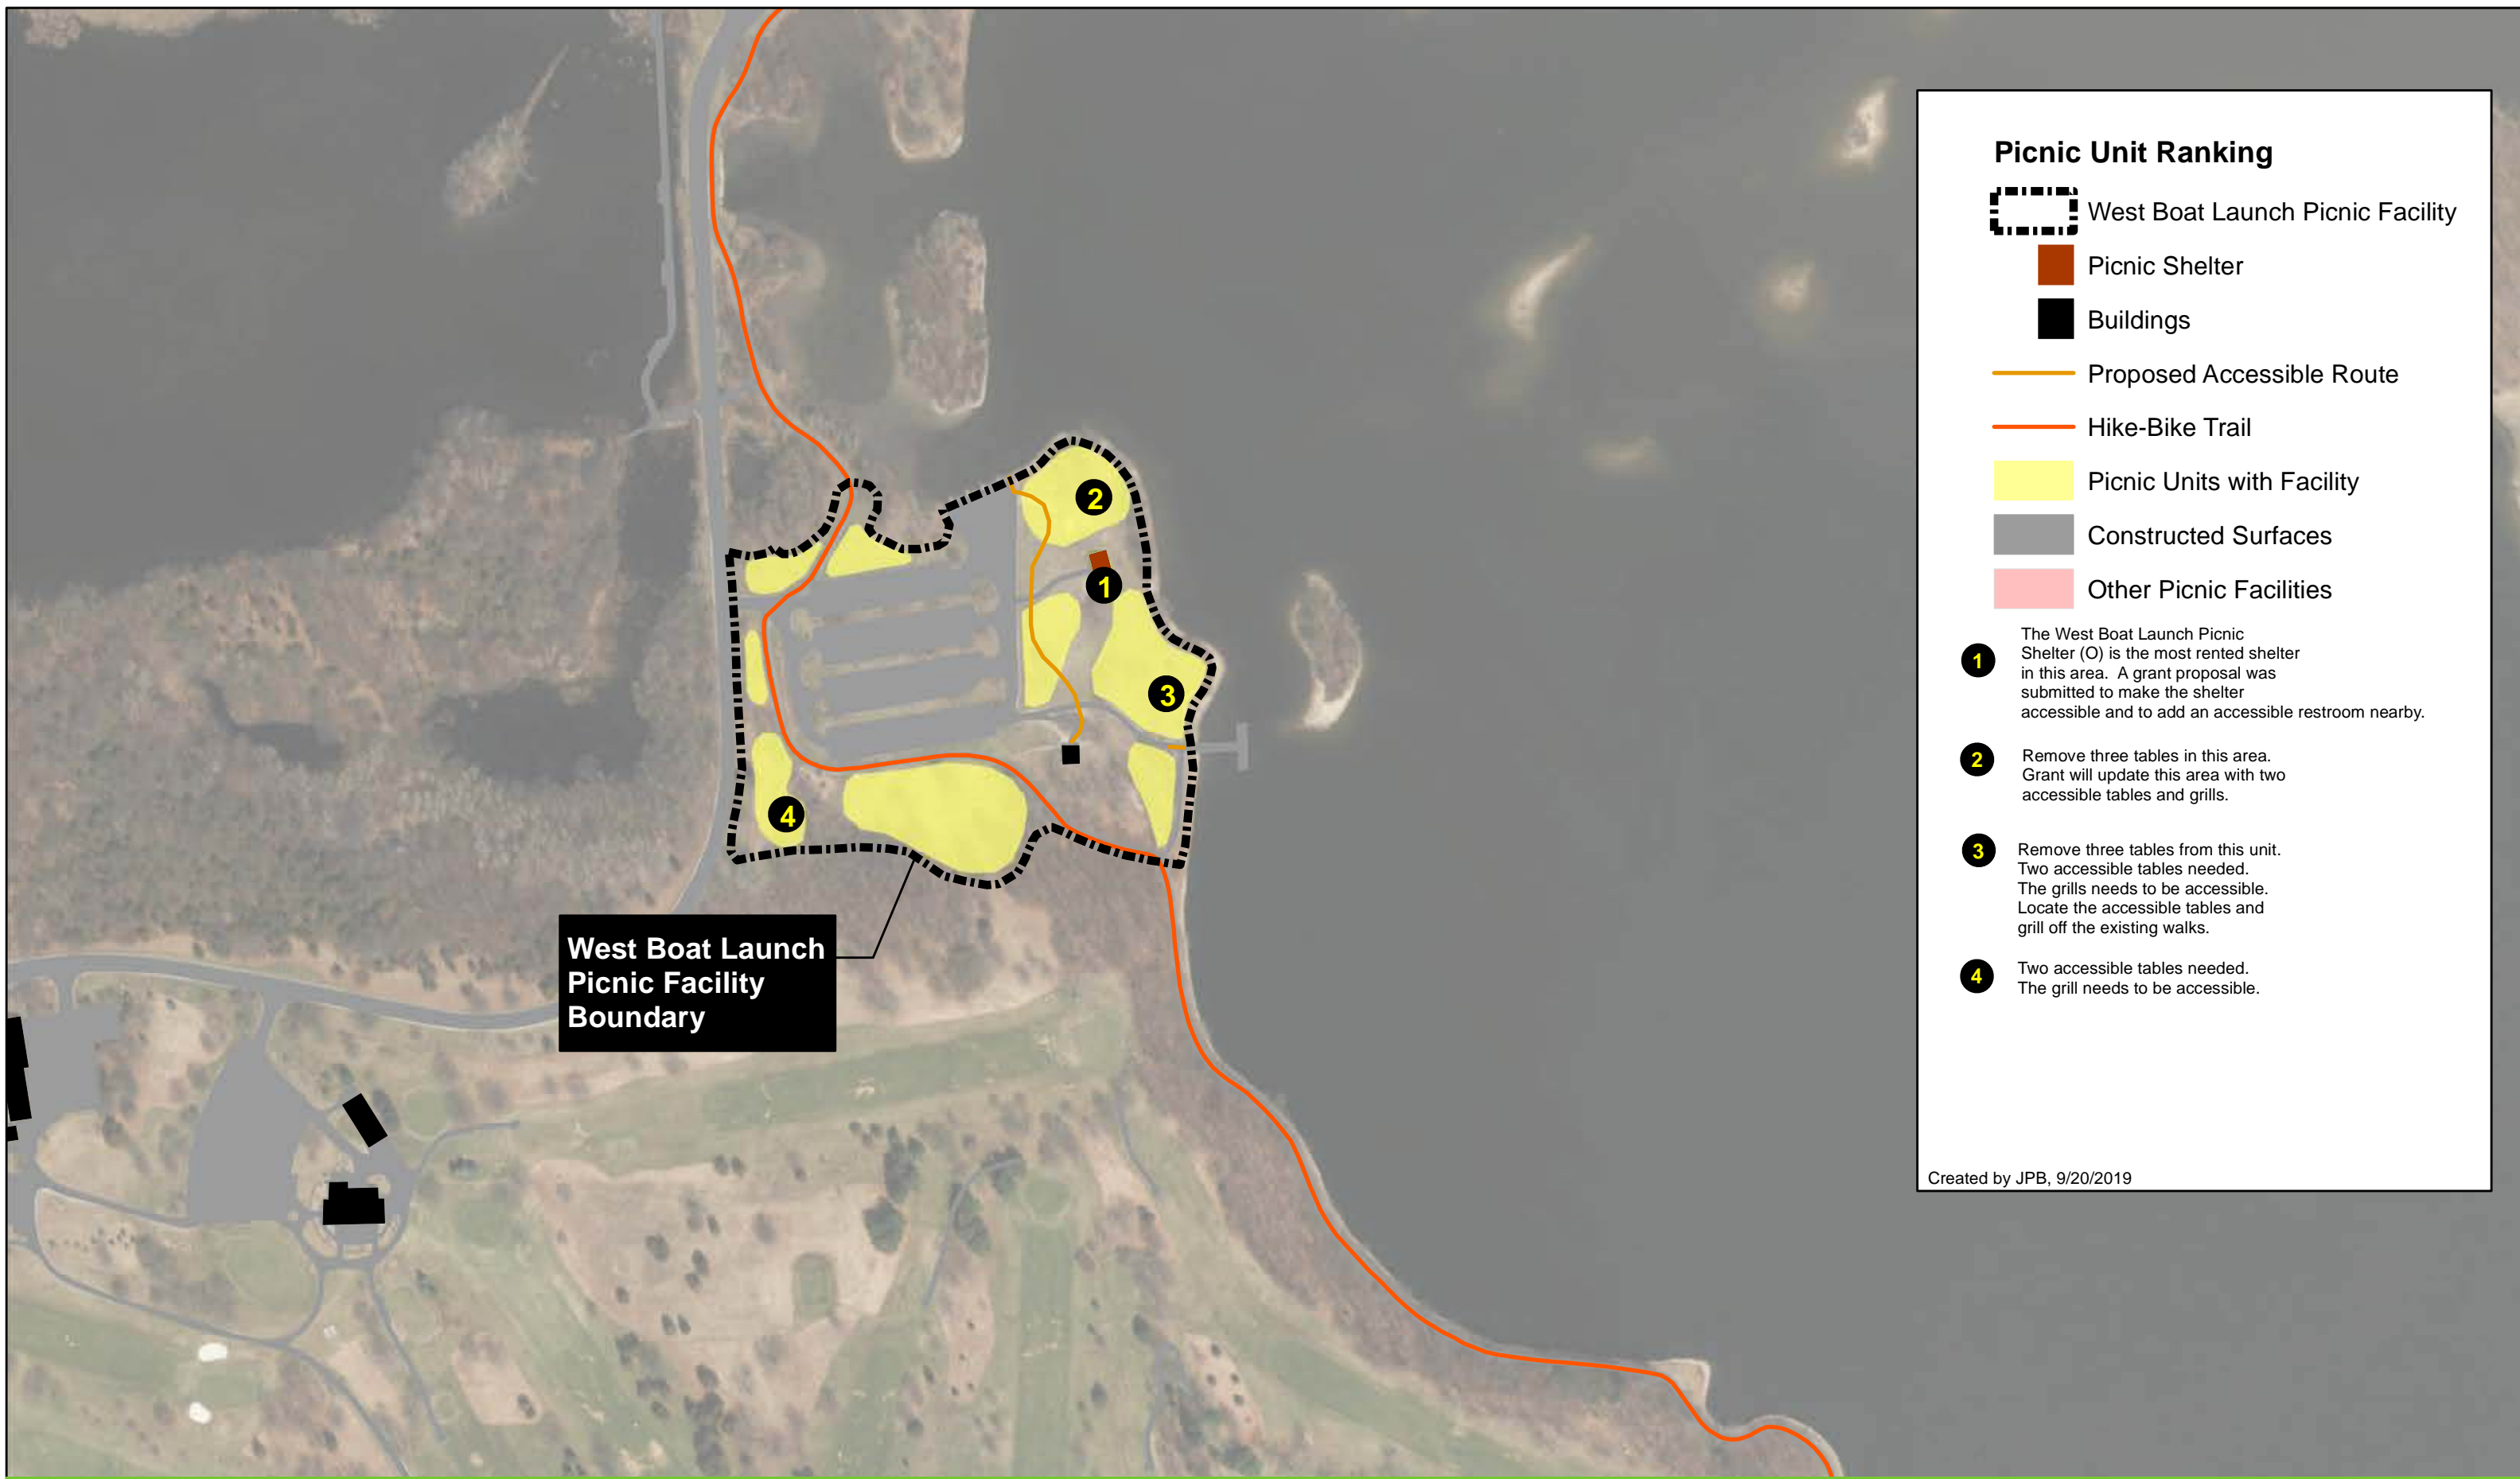 Picnic Unit Ranking
West Boat Launch Picnic Facility
Picnic Shelter
Buildings
Proposed Accessible Route
Hike-Bike Trail
Picnic Units with Facility
Constructed Surfaces
Other Picnic Facilities
1
The West Boat Launch Picnic
Shelter (O) is the most rented shelter
in this area. A grant proposal was
submitted to make the shelter
accessible and to add an accessible restroom nearby.
2
Remove three tables in this area.
Grant will update this area with two
accessible tables and grills.
3
Remove three tables from this unit.
Two accessible tables needed.
The grills needs to be accessible.
Locate the accessible tables and
grill off the existing walks.
4
Two accessible tables needed.
The grill needs to be accessible.
Created by JPB, 9/20/2019
2
1
3
4
West Boat Launch
Picnic Facility
Boundary